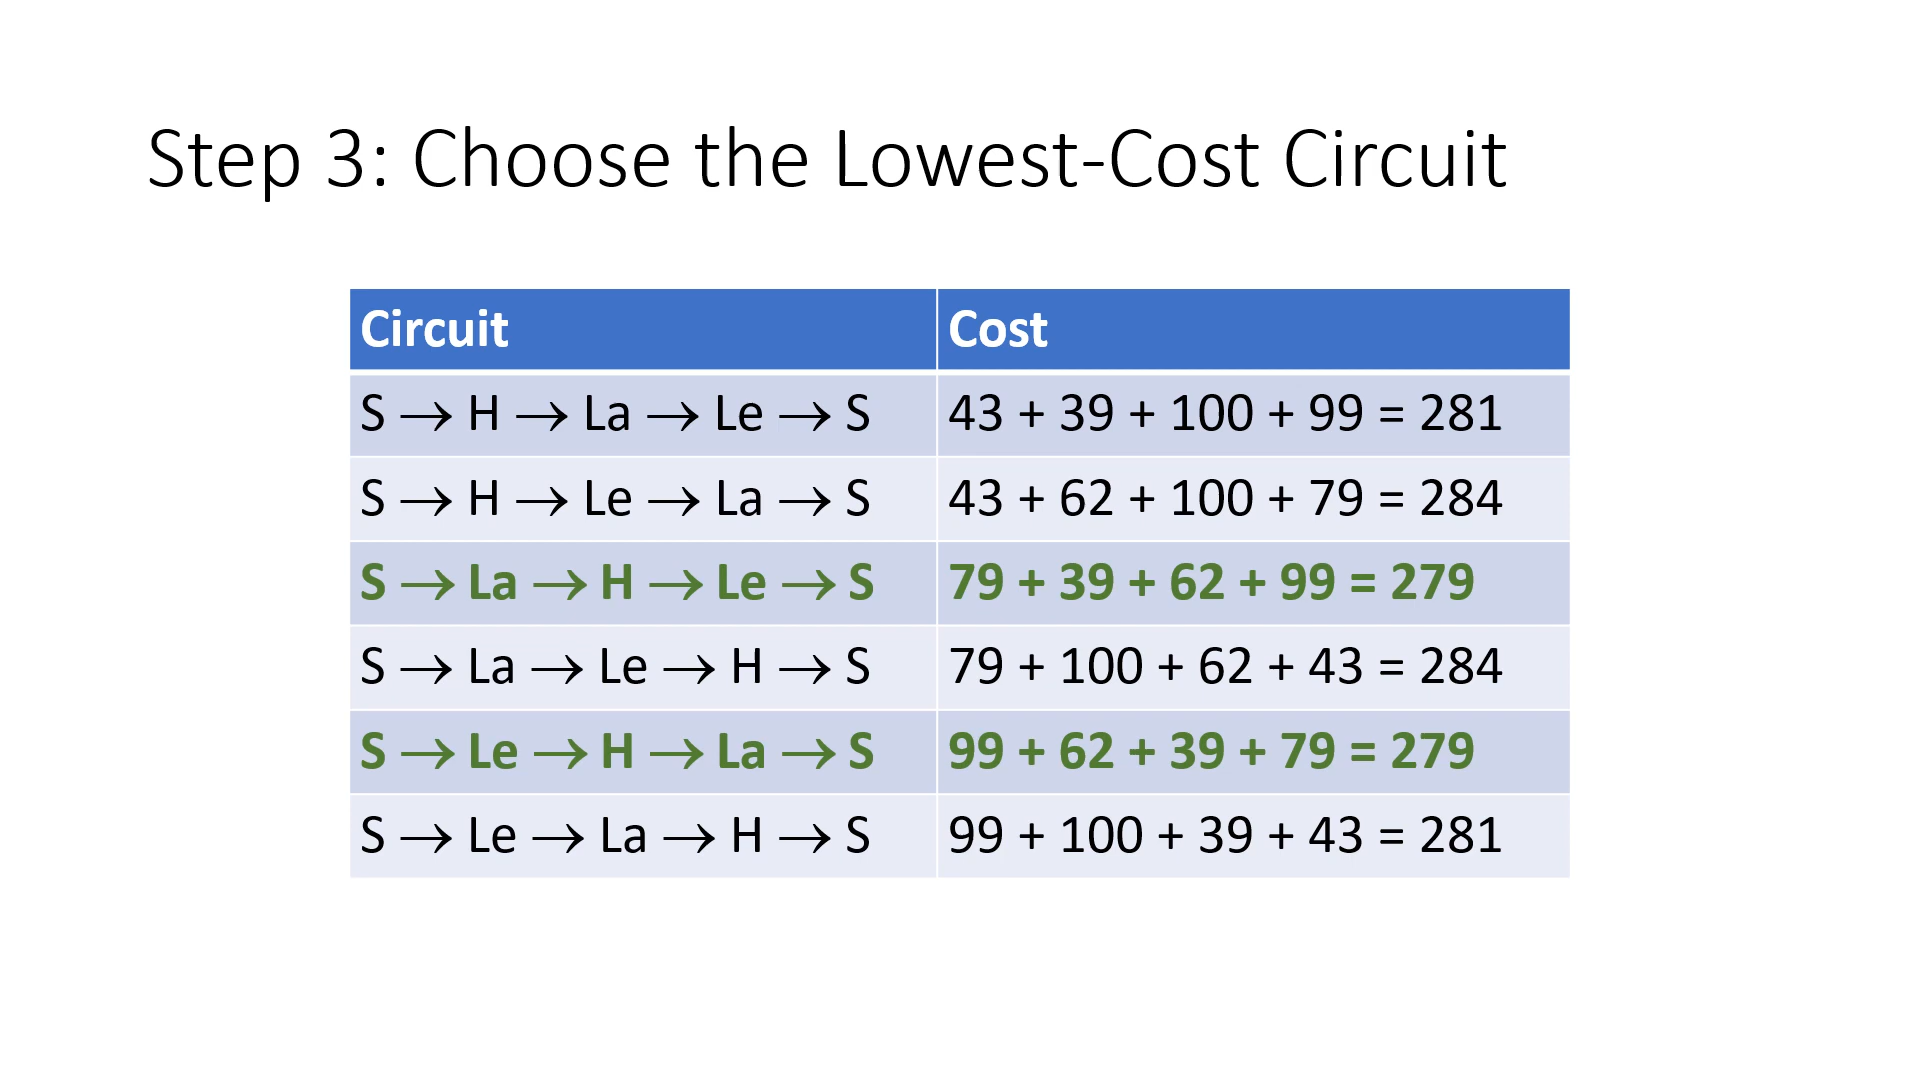 Step 3: Choose the Lowest-Cost Circuit
Circuit Cost
S → H → La → Le → S 43 + 39 + 100 + 99 = 281
S → H → Le → La → S 43 + 62 + 100 + 79 = 284
S → La → H → Le → S 79 + 39 + 62 + 99 = 279
S → La → Le → H → S 79 + 100 + 62 + 43 = 284
S → Le → H → La → S 99 + 62 + 39 + 79 = 279
S → Le → La → H → S 99 + 100 + 39 + 43 = 281